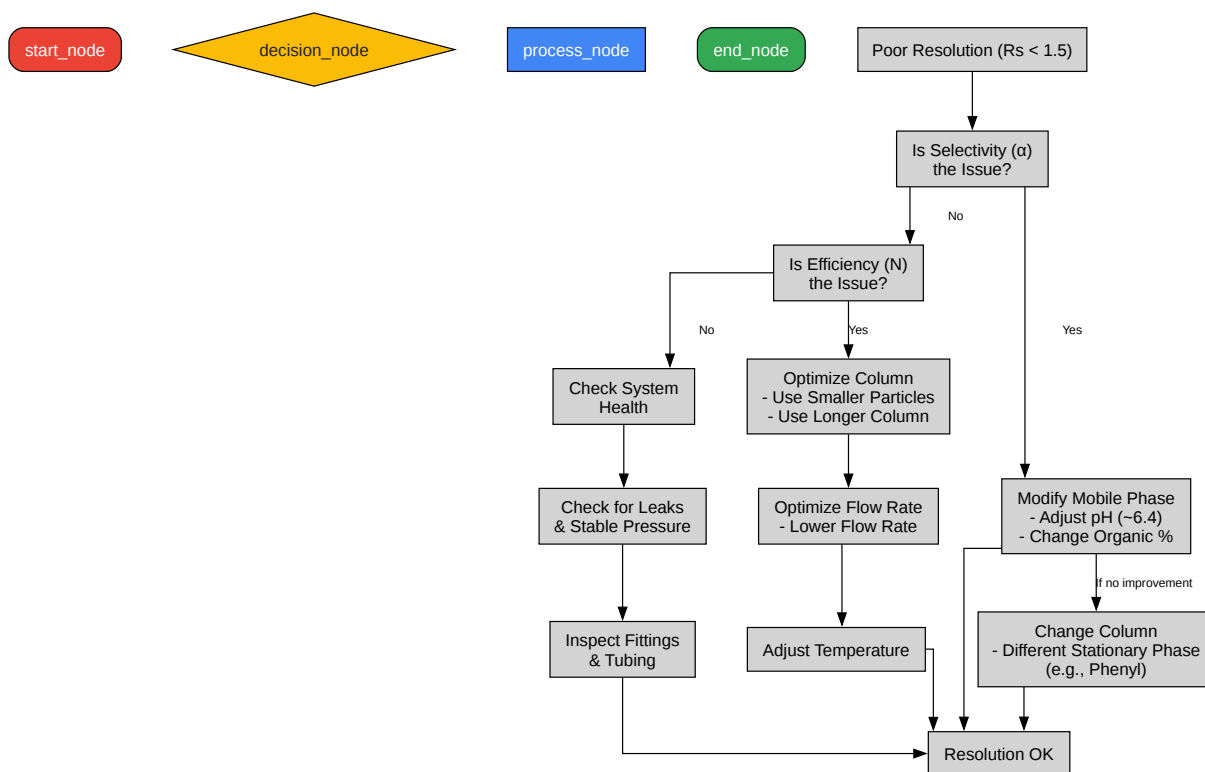 start_node
decision_node
process_node
end_node
Poor Resolution (Rs < 1.5)
Is Selectivity (α)
the Issue?
No
Yes
Is Efficiency (N)
the Issue?
No
Yes
Check System
Health
Optimize Column
- Use Smaller Particles
- Use Longer Column
Check for Leaks
& Stable Pressure
Optimize Flow Rate
- Lower Flow Rate
Modify Mobile Phase
- Adjust pH (~6.4)
- Change Organic %
If no improvement
Inspect Fittings
& Tubing
Adjust Temperature
Change Column
- Different Stationary Phase
(e.g., Phenyl)
Resolution OK